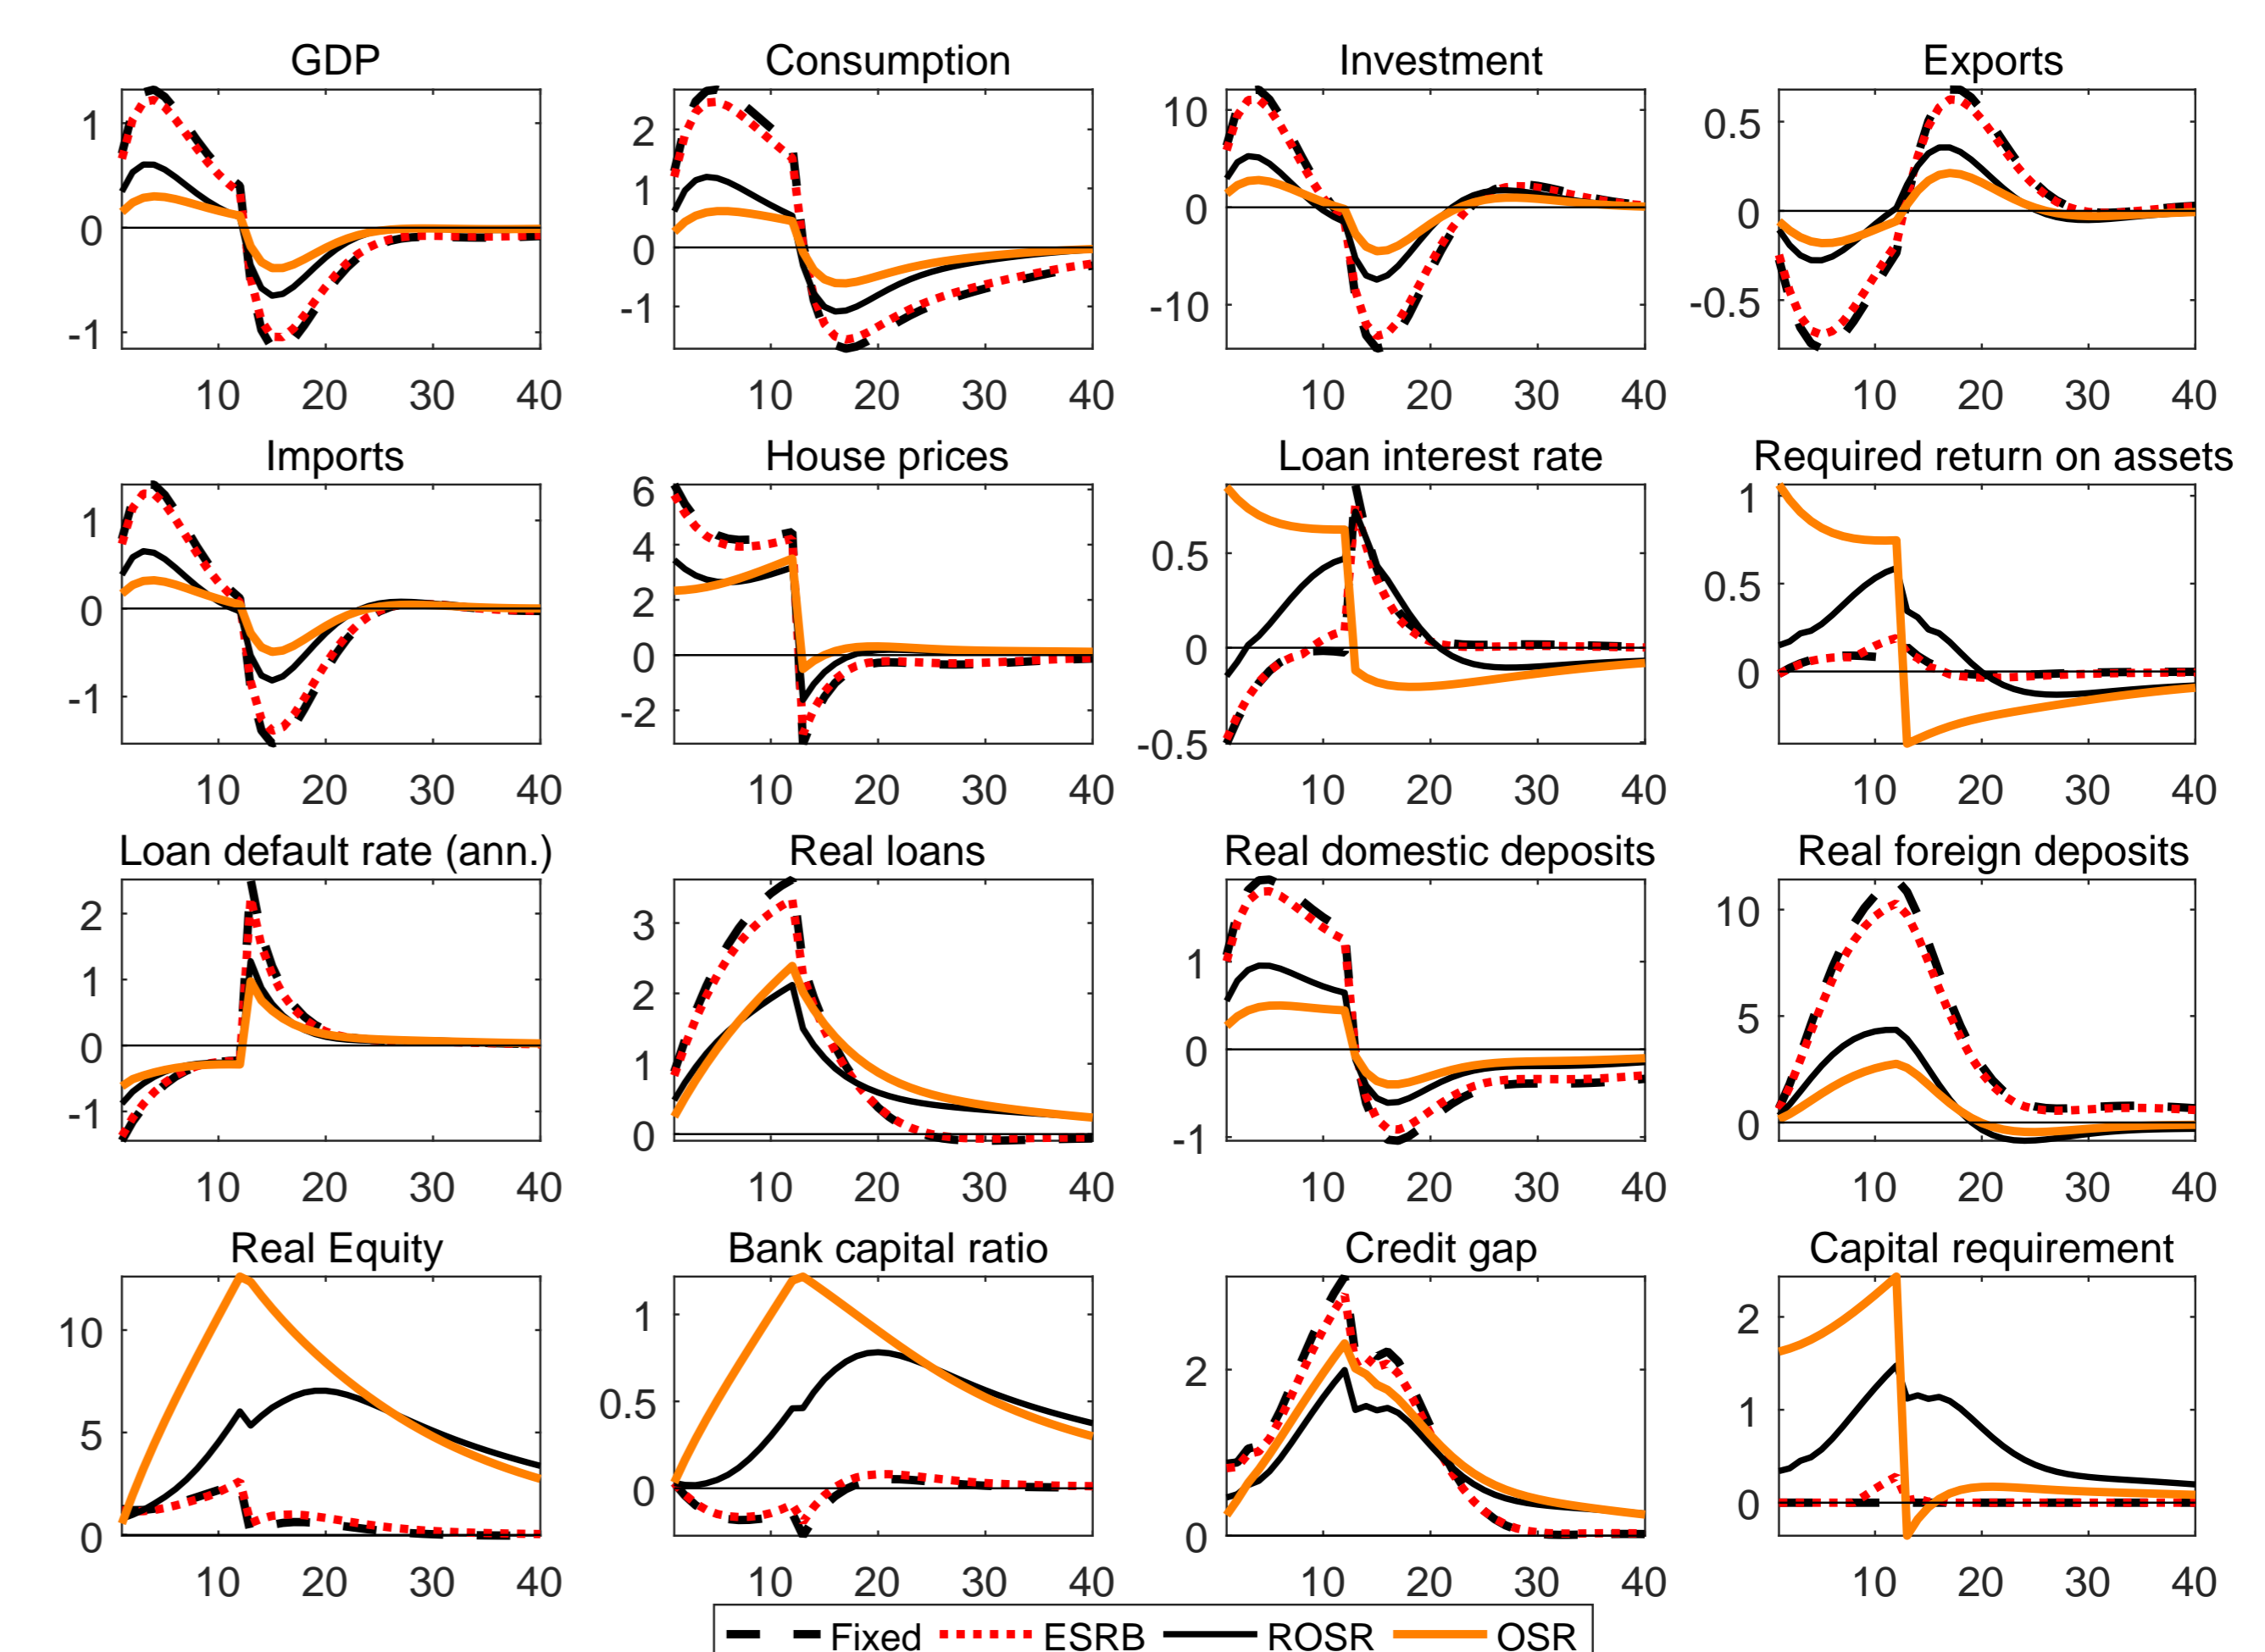 GDP Consumption Investment Exports
1 2 10 0.5
0 1 0 0
-1 0 -10 -0.5
-1
10 20 30 40 10 20 30 40 10 20 30 40 10 20 30 40
Imports House prices Loan interest rate Required return on assets
1 6 0.5 1
0 4 0 0.5
-1 2 -0.5 0
0
-2
10 20 30 40 10 20 30 40 10 20 30 40 10 20 30 40
Loan default rate (ann.) Real loans Real domestic deposits Real foreign deposits
2 3 1 10
1 2 0 5
0 1 -1 0
-1 0
10 20 30 40 10 20 30 40 10 20 30 40 10 20 30 40
Real Equity Bank capital ratio Credit gap Capital requirement
10 1 2 2
5 0.5 0 1
0 0 0
10 20 30 40 10 20 30 40 10 20 30 40 10 20 30 40
Fixed ESRB ROSR OSR